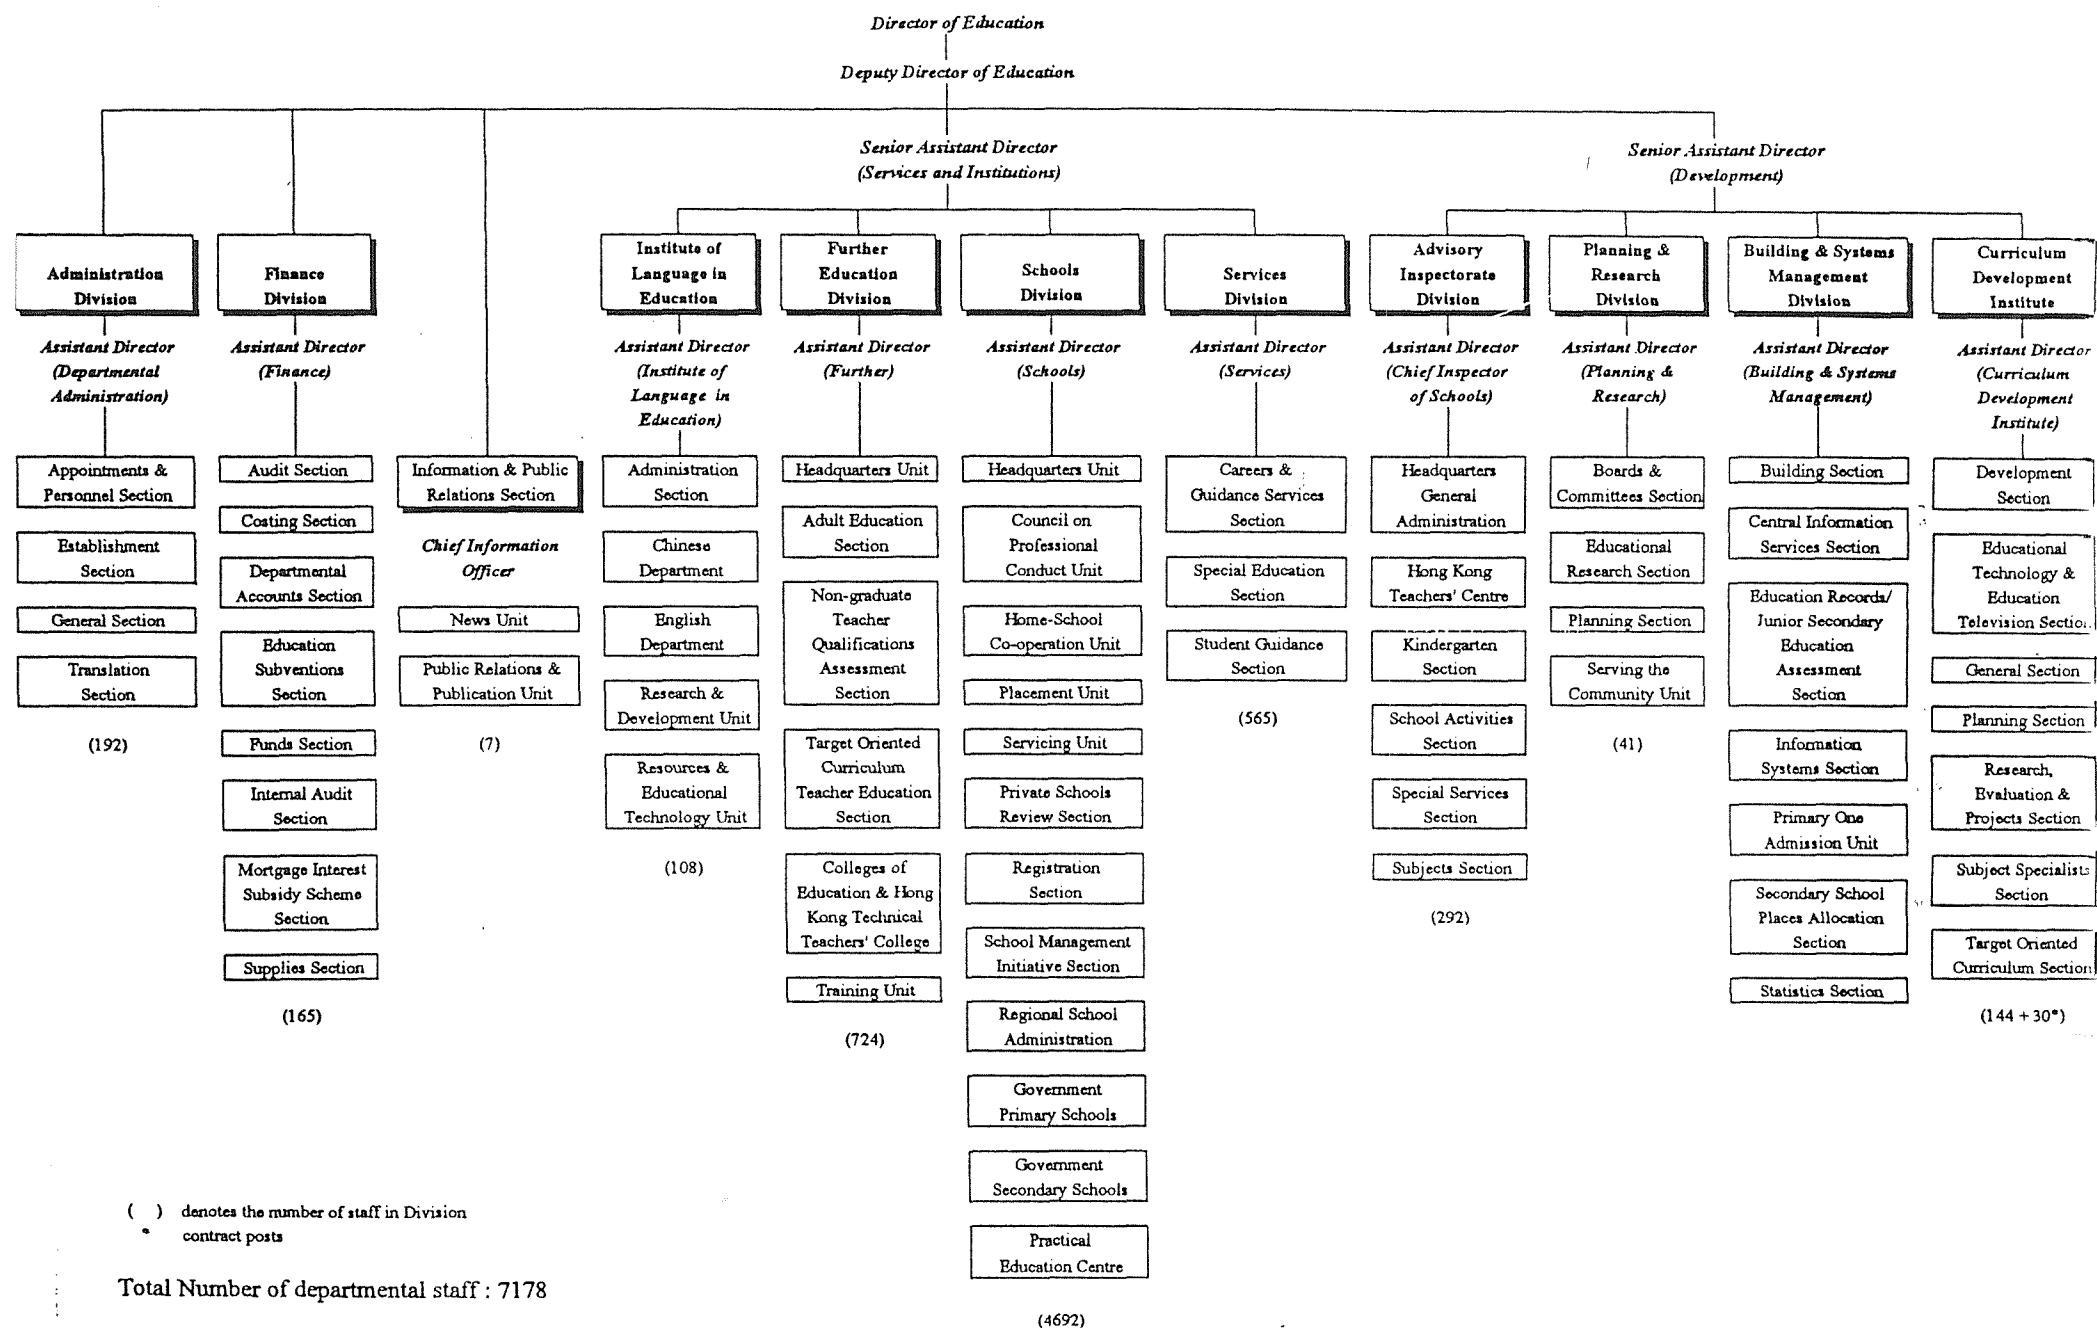 Director of Education
Deputy Director of Education
Senior Assistant Director
(Services and Institutions)
Senior Assistant Director
(Development)
Administration
Division
Assistant Director
(Departmental
Administration)
Appointments &
Personnel Section
Establishment
Section
General Section
Translation
Section
(192)
Finance
Division
Assistant Director
(Finance)
Audit Section
Costing Section
Departmental
Accounts Section
Education
Subventions
Section
Funds Section
Internal Audit
Section
Mortgage Interest
Subsidy Scheme
Section
Supplies Section
(165)
Information & Public
Relations Section
Chief Information
Officer
News Unit
Public Relations &
Publication Unit
(7)
Institute of
Language in
Education
Assistant Director
(Institute of
Language in
Education)
Administration
Section
Chinese
Department
English
Department
Research &
Development Unit
Resources &
Educational
Technology Unit
(108)
Further
Education
Division
Assistant Director
(Further)
Headquarters Unit
Adult Education
Section
Non-graduate
Teacher
Qualifications
Assessment
Section
Target Oriented
Curriculum
Teacher Education
Section
Colleges of
Education & Hong
Kong Technical
Teachers' College
Training Unit
(724)
Schools
Division
Assistant Director
(Schools)
Headquarters Unit
Council on
Professional
Conduct Unit
Home-School
Co-operation Unit
Placement Unit
Servicing Unit
Private Schools
Review Section
Registration
Section
School Management
Initiative Section
Regional School
Administration
Government
Primary Schools
Government
Secondary Schools
Practical
Education Centre
(4692)
Services
Division
Assistant Director
(Services)
Careers &
Guidance Services
Section
Special Education
Section
Student Guidance
Section
(565)
Advisory
Inspectorate
Division
Assistant Director
(Chief Inspector
of Schools)
Headquarters
General
Administration
Hong Kong
Teachers' Centre
Kindergarten
Section
School Activities
Section
Special Services
Section
Subjects Section
(292)
Planning &
Research
Division
Assistant Director
(Planning &
Research)
Boards &
Committees Section
Educational
Research Section
Planning Section
Serving the
Community Unit
(41)
Building & Systems
Management
Division
Assistant Director
(Building & Systems
Management)
Building Section
Central Information
Services Section
Education Records/
Junior Secondary
Education
Assessment
Section
Information
Systems Section
Primary One
Admission Unit
Secondary School
Places Allocation
Section
Statistics Section
Curriculum
Development
Institute
Assistant Director
(Curriculum
Development
Institute)
Development
Section
Educational
Technology &
Education
Television Section
General Section
Planning Section
Research,
Evaluation &
Projects Section
Subject Specialists
Section
Target Oriented
Curriculum Section
(144 + 30*)
( ) denotes the number of staff in Division
* contract posts
Total Number of departmental staff : 7178